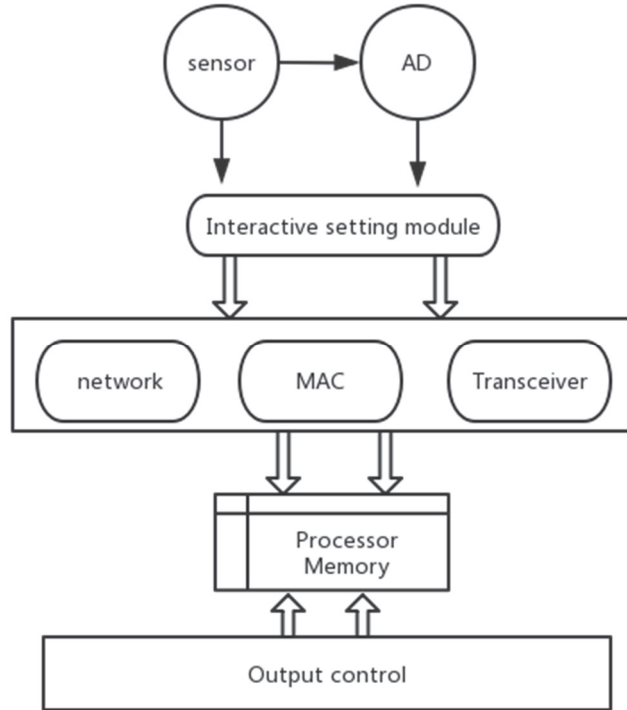 sensor
AD
Interactive setting module
network
MAC
Transceiver
Processor
Memory
Output control